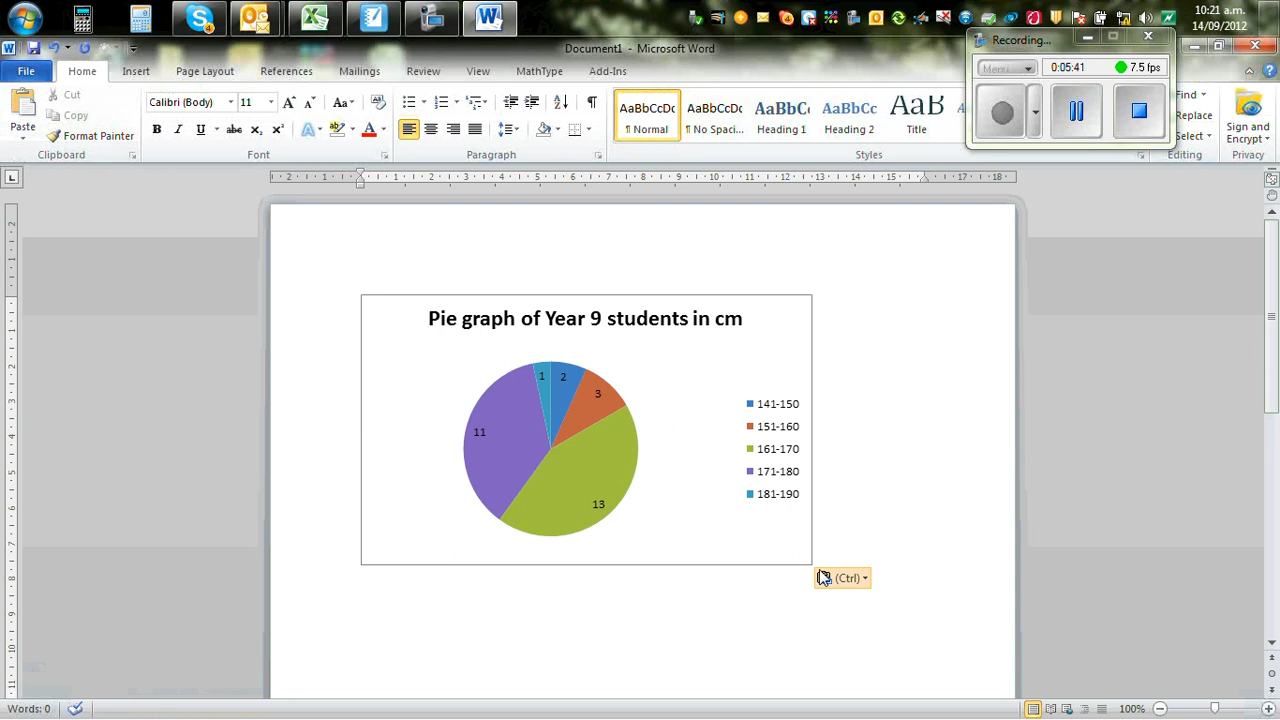 10:21 a.m.
14/09/2012
Document1 - Microsoft Word
Recording...
File Home Insert Page Layout Mailings Review View MathType Add-Ins
Menu 0:05:41 7.5 fps
Cut
Copy
Format Painter
Paste
Calibri (Body) 11
AaBbCcDc AaBbCcDc AaBbC AaBbCc AaB
¶ Normal ¶ No Spaci... Heading 1 Heading 2 Title
Replace
Sign and
Encrypt
Clipboard Font Paragraph Styles Editing Privacy
Pie graph of Year 9 students in cm
1 2
3
11
13
141-150
151-160
161-170
171-180
181-190
(Ctrl)
Words: 0 100%